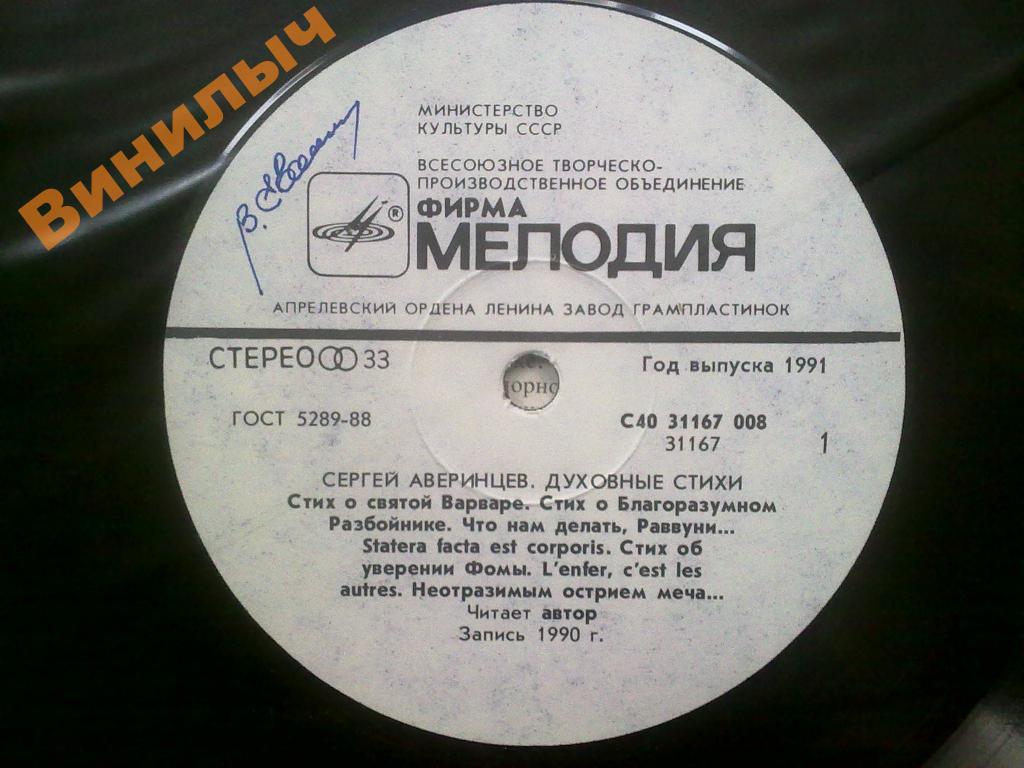 Винилыч
МИНИСТЕРСТВО
КУЛЬТУРЫ СССР
ВСЕСОЮЗНОЕ ТВОРЧЕСКО-
ПРОИЗВОДСТВЕННОЕ ОБЪЕДИНЕНИЕ
ФИРМА
®
МЕЛОДИЯ
АПРЕЛЕВСКИЙ ОРДЕНА ЛЕНИНА ЗАВОД ГРАМПЛАСТИНОК
СТЕРЕО 33
Год выпуска 1991
ГОСТ 5289-88
С40 31167 008
31167
1
СЕРГЕЙ АВЕРИНЦЕВ. ДУХОВНЫЕ СТИХИ
Стих о святой Варваре. Стих о Благоразумном
Разбойнике. Что нам делать, Раввуни...
Statera facta est corporis. Стих об
уверении Фомы. L'enfer, c'est les
autres. Неотразимым острием меча...
Читает автор
Запись 1990 г.